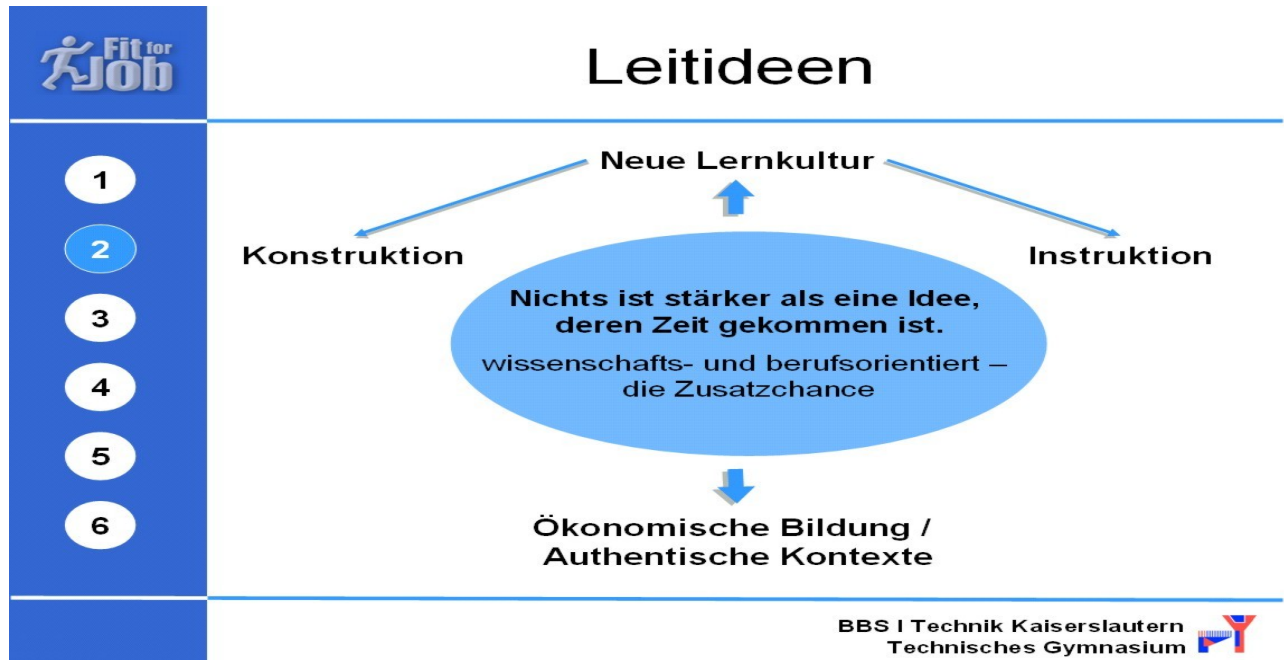 Fit for
JOB
Leitideen
1
2
3
4
5
6
Neue Lernkultur
Konstruktion
Instruktion
Nichts ist stärker als eine Idee,
deren Zeit gekommen ist.
wissenschafts- und berufsorientiert –
die Zusatzchance
Ökonomische Bildung /
Authentische Kontexte
BBS I Technik Kaiserslautern
Technisches Gymnasium